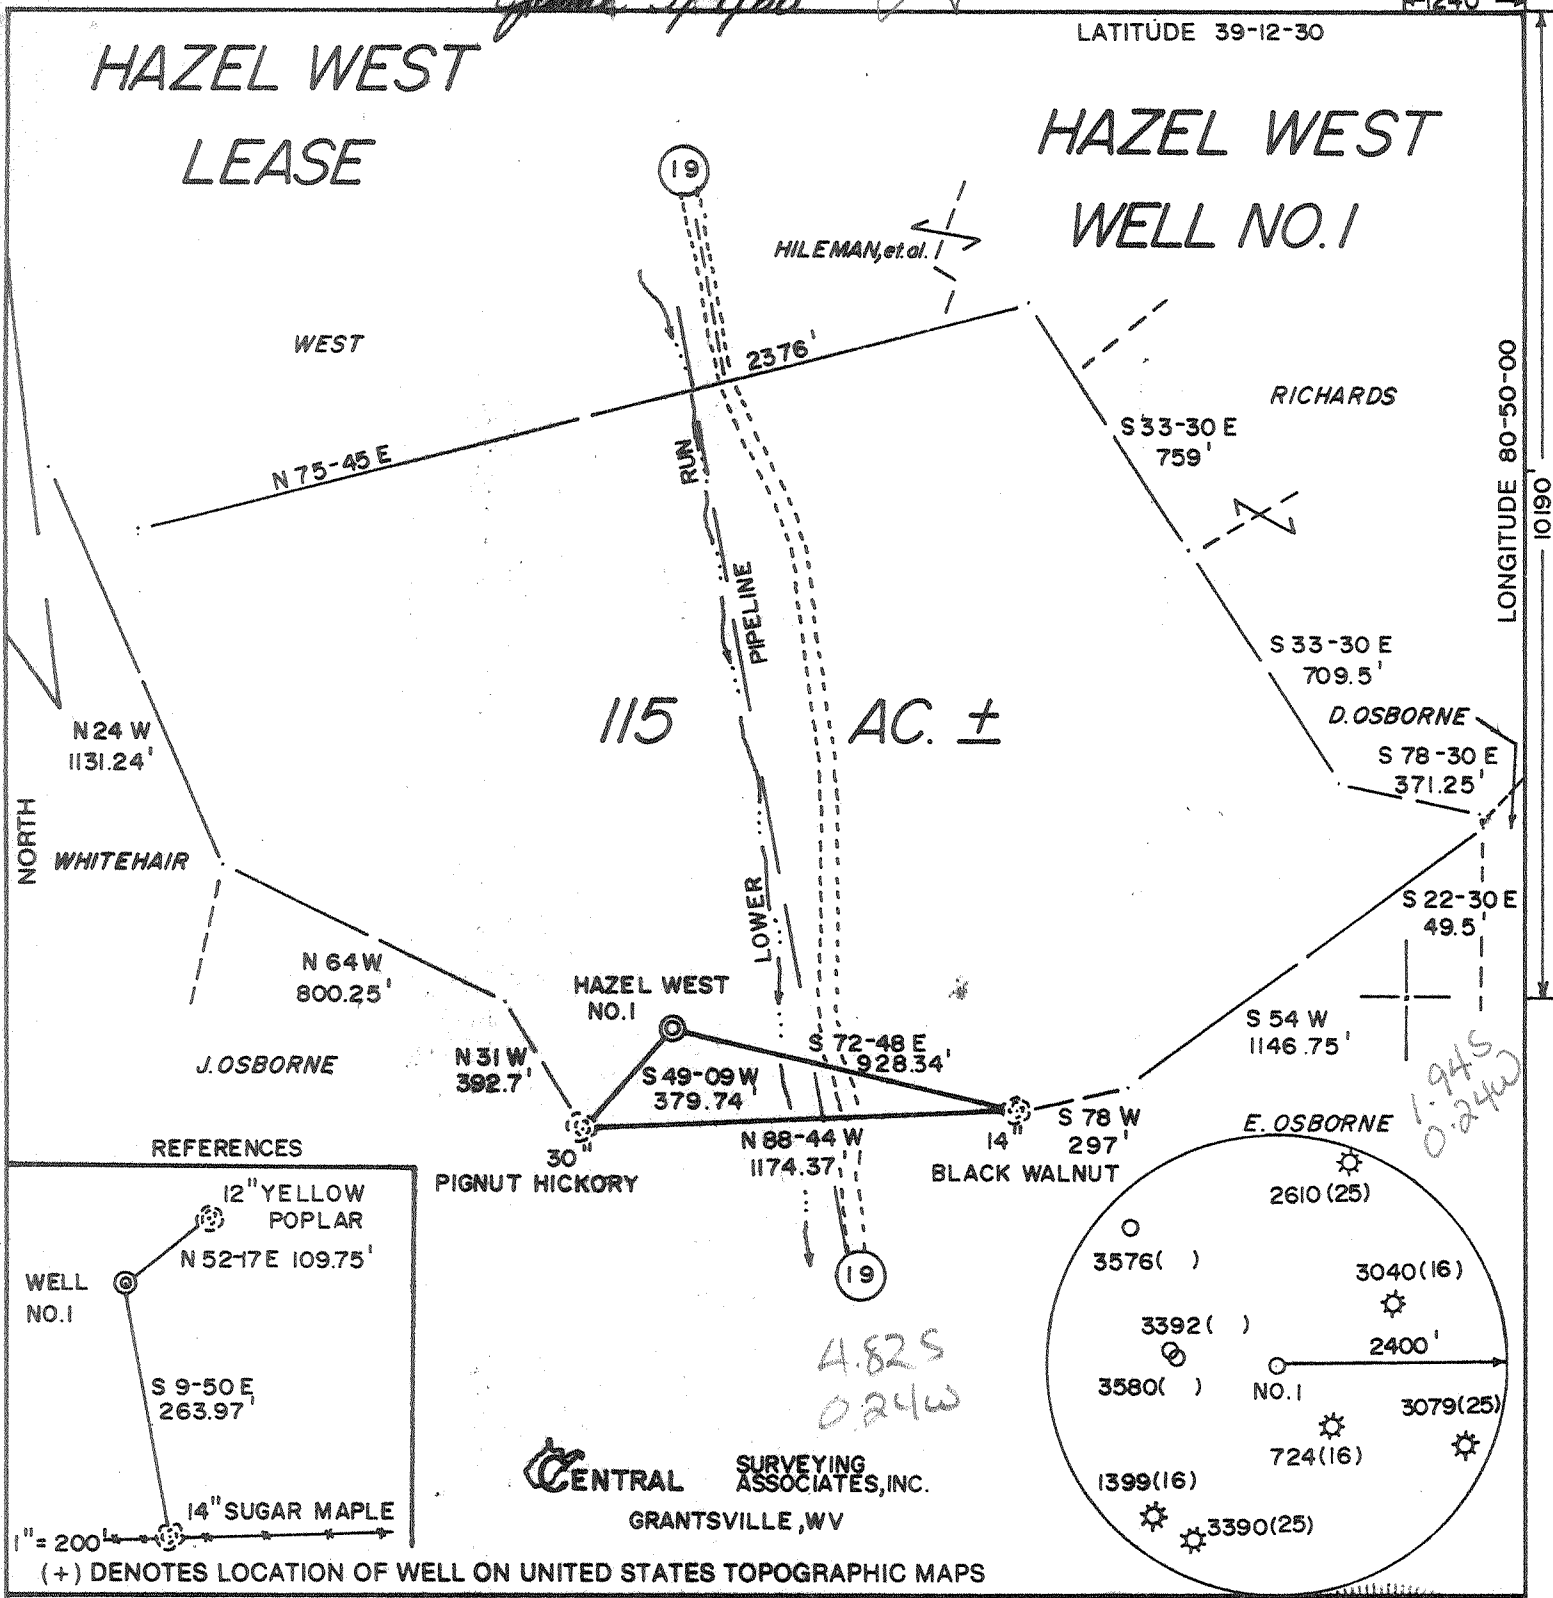 1240'
LATITUDE 39-12-30
HAZEL WEST
LEASE
HAZEL WEST
WELL NO. 1
19
HILEMAN, et.al.
WEST
2376'
N 75-45 E
RICHARDS
S 33-30 E
759'
LONGITUDE 80-50-00
10190'
RUN
PIPELINE
LOWER
S 33-30 E
709.5'
N 24 W
1131.24'
115 AC. ±
D. OSBORNE
S 78-30 E
371.25'
NORTH
WHITEHAIR
S 22-30 E
49.5'
N 64 W
800.25'
HAZEL WEST
NO. 1
S 54 W
1146.75'
J. OSBORNE
N 31 W
392.7'
S 49-09 W
379.74'
S 72-48 E
928.34'
1.94S
0.24W
30"
PIGNUT HICKORY
N 88-44 W
1174.37'
14"
BLACK WALNUT
S 78 W
297'
E. OSBORNE
REFERENCES
12" YELLOW
POPLAR
N 52-17 E 109.75'
WELL
NO. 1
S 9-50 E
263.97'
14" SUGAR MAPLE
1" = 200'
19
4.82S
0.24W
2610 (25)
3576( )
3040(16)
3392( )
2400'
3580( )
NO. 1
3079(25)
724(16)
1399(16)
3390(25)
CENTRAL SURVEYING
ASSOCIATES, INC.
GRANTSVILLE, WV
(+) DENOTES LOCATION OF WELL ON UNITED STATES TOPOGRAPHIC MAPS